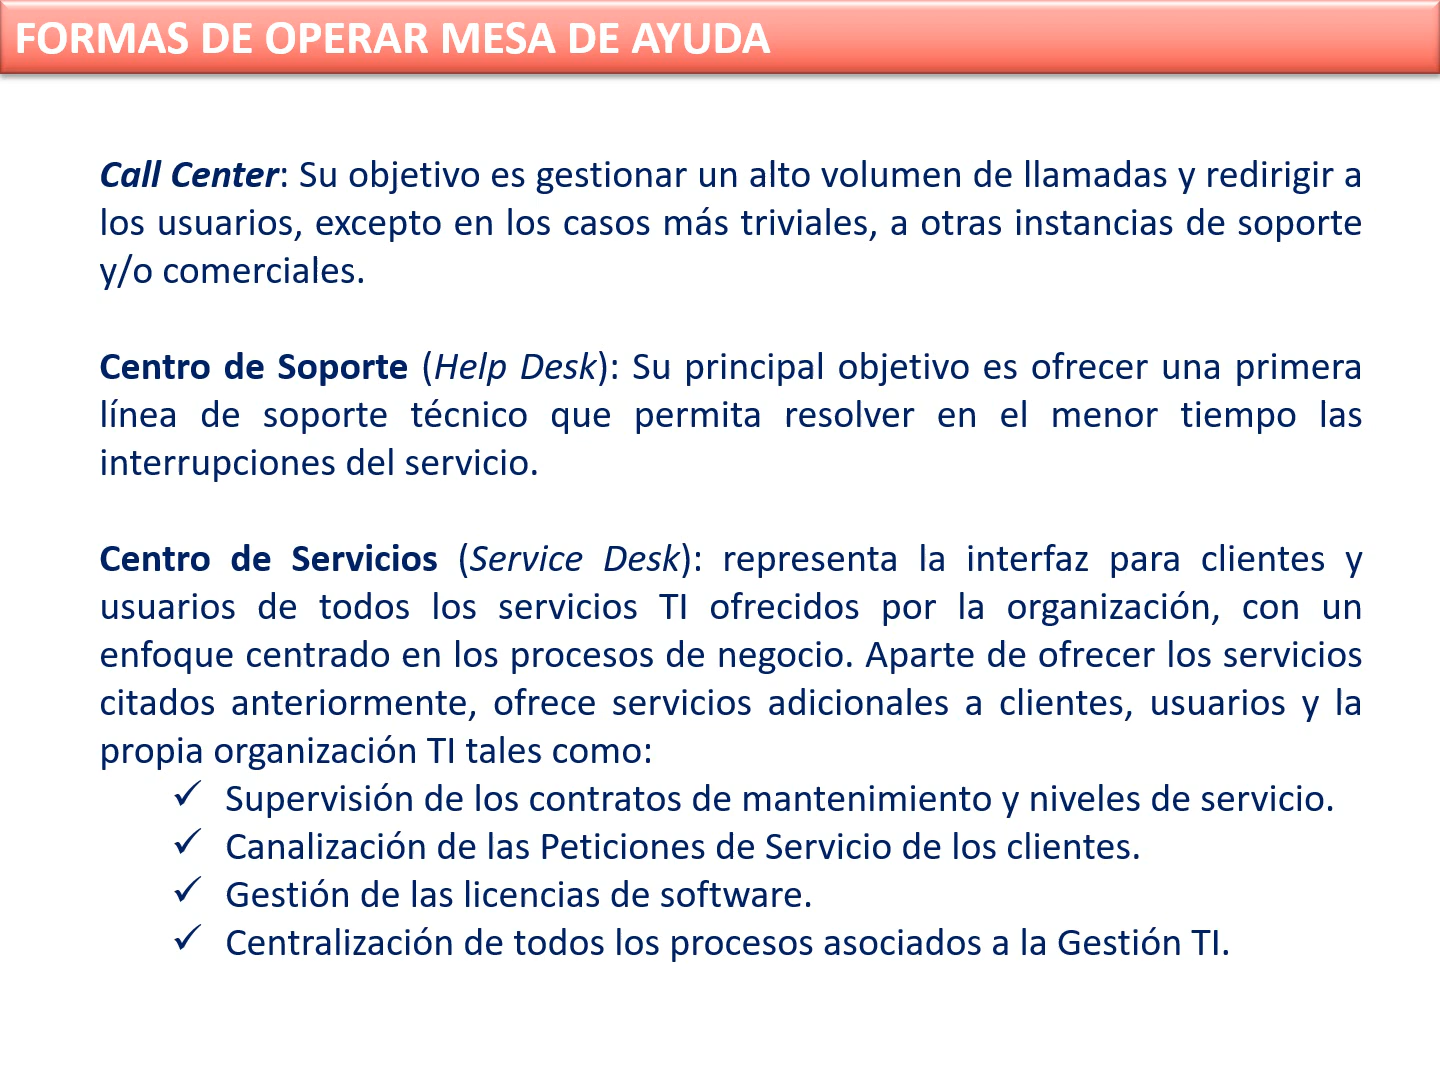 FORMAS DE OPERAR MESA DE AYUDA
Call Center: Su objetivo es gestionar un alto volumen de llamadas y redirigir a
los usuarios, excepto en los casos más triviales, a otras instancias de soporte
y/o comerciales.
Centro de Soporte (Help Desk): Su principal objetivo es ofrecer una primera
línea de soporte técnico que permita resolver en el menor tiempo las
interrupciones del servicio.
Centro de Servicios (Service Desk): representa la interfaz para clientes y
usuarios de todos los servicios TI ofrecidos por la organización, con un
enfoque centrado en los procesos de negocio. Aparte de ofrecer los servicios
citados anteriormente, ofrece servicios adicionales a clientes, usuarios y la
propia organización TI tales como:
✓ Supervisión de los contratos de mantenimiento y niveles de servicio.
✓ Canalización de las Peticiones de Servicio de los clientes.
✓ Gestión de las licencias de software.
✓ Centralización de todos los procesos asociados a la Gestión TI.